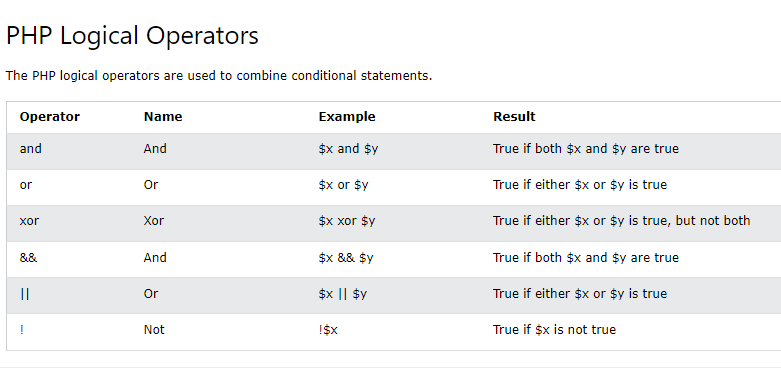 PHP Logical Operators
The PHP logical operators are used to combine conditional statements.
Operator Name Example Result
and And $x and $y True if both $x and $y are true
or Or $x or $y True if either $x or $y is true
xor Xor $x xor $y True if either $x or $y is true, but not both
&& And $x && $y True if both $x and $y are true
|| Or $x || $y True if either $x or $y is true
! Not !$x True if $x is not true